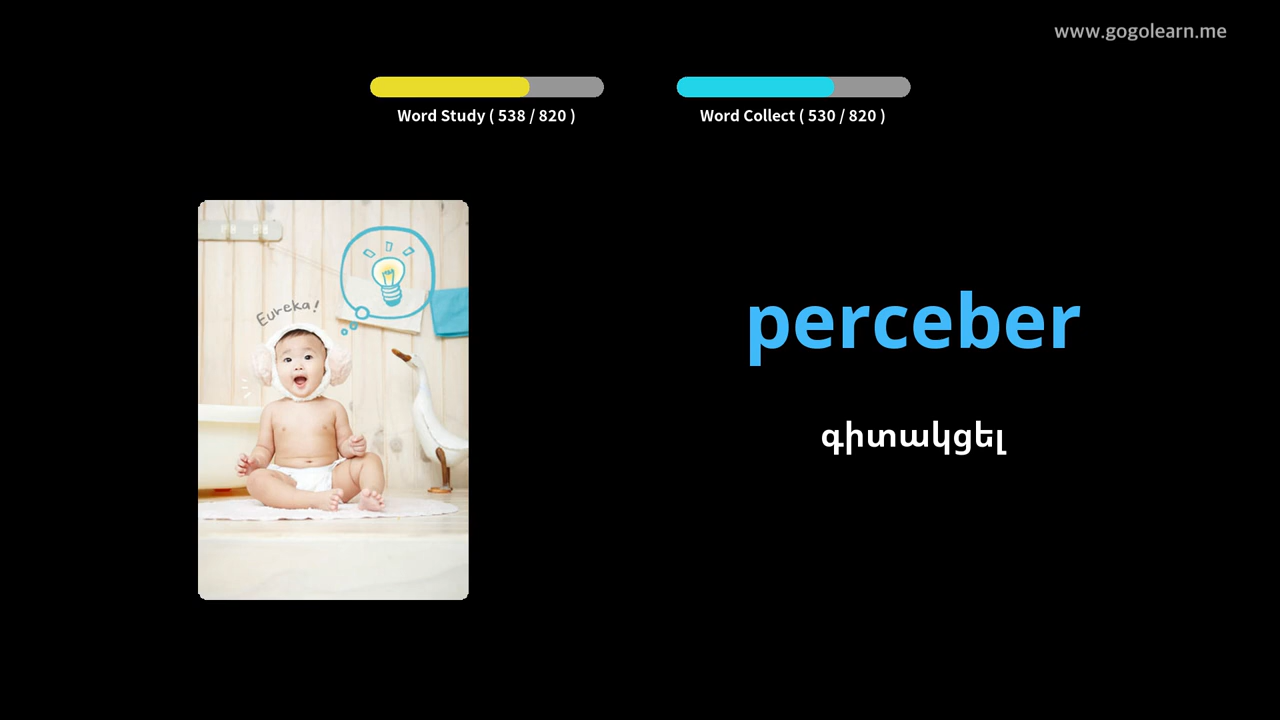 www.gogolearn.me
Word Study ( 538 / 820 )
Word Collect ( 530 / 820 )
Eureka!
perceber
գիտակցել